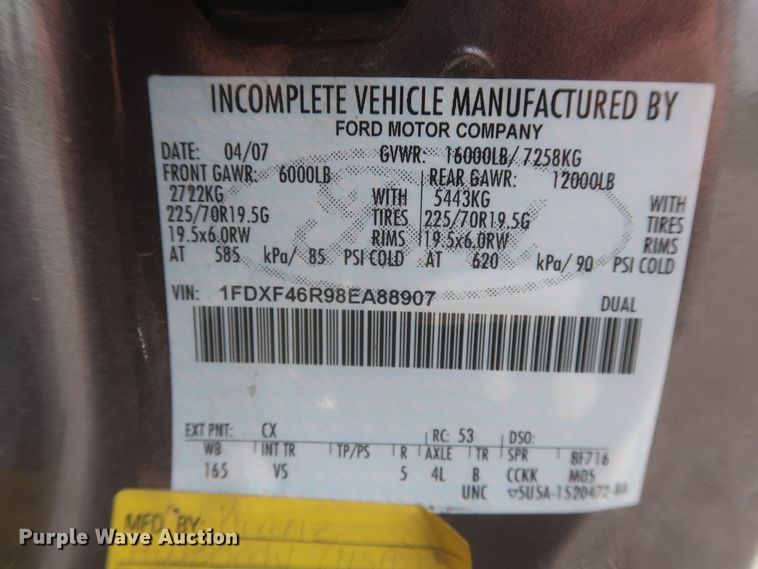 INCOMPLETE VEHICLE MANUFACTURED BY
FORD MOTOR COMPANY
DATE: 04/07 GVWR: 16000LB/ 7258KG
FRONT GAWR: 6000LB REAR GAWR: 12000LB
2722KG WITH 5443KG WITH
225/70R19.5G TIRES 225/70R19.5G TIRES
19.5x6.0RW RIMS 19.5x6.0RW RIMS
AT 585 kPa/ 85 PSI COLD AT 620 kPa/ 90 PSI COLD
VIN: 1FDXF46R98EA88907 DUAL
EXT PNT: CX RC: 53 DSO:
WB INT TR TP/PS R AXLE TR SPR 8F716
165 VS 5 4L B CCKK M05
UNC
MFD BY:
Purple Wave Auction